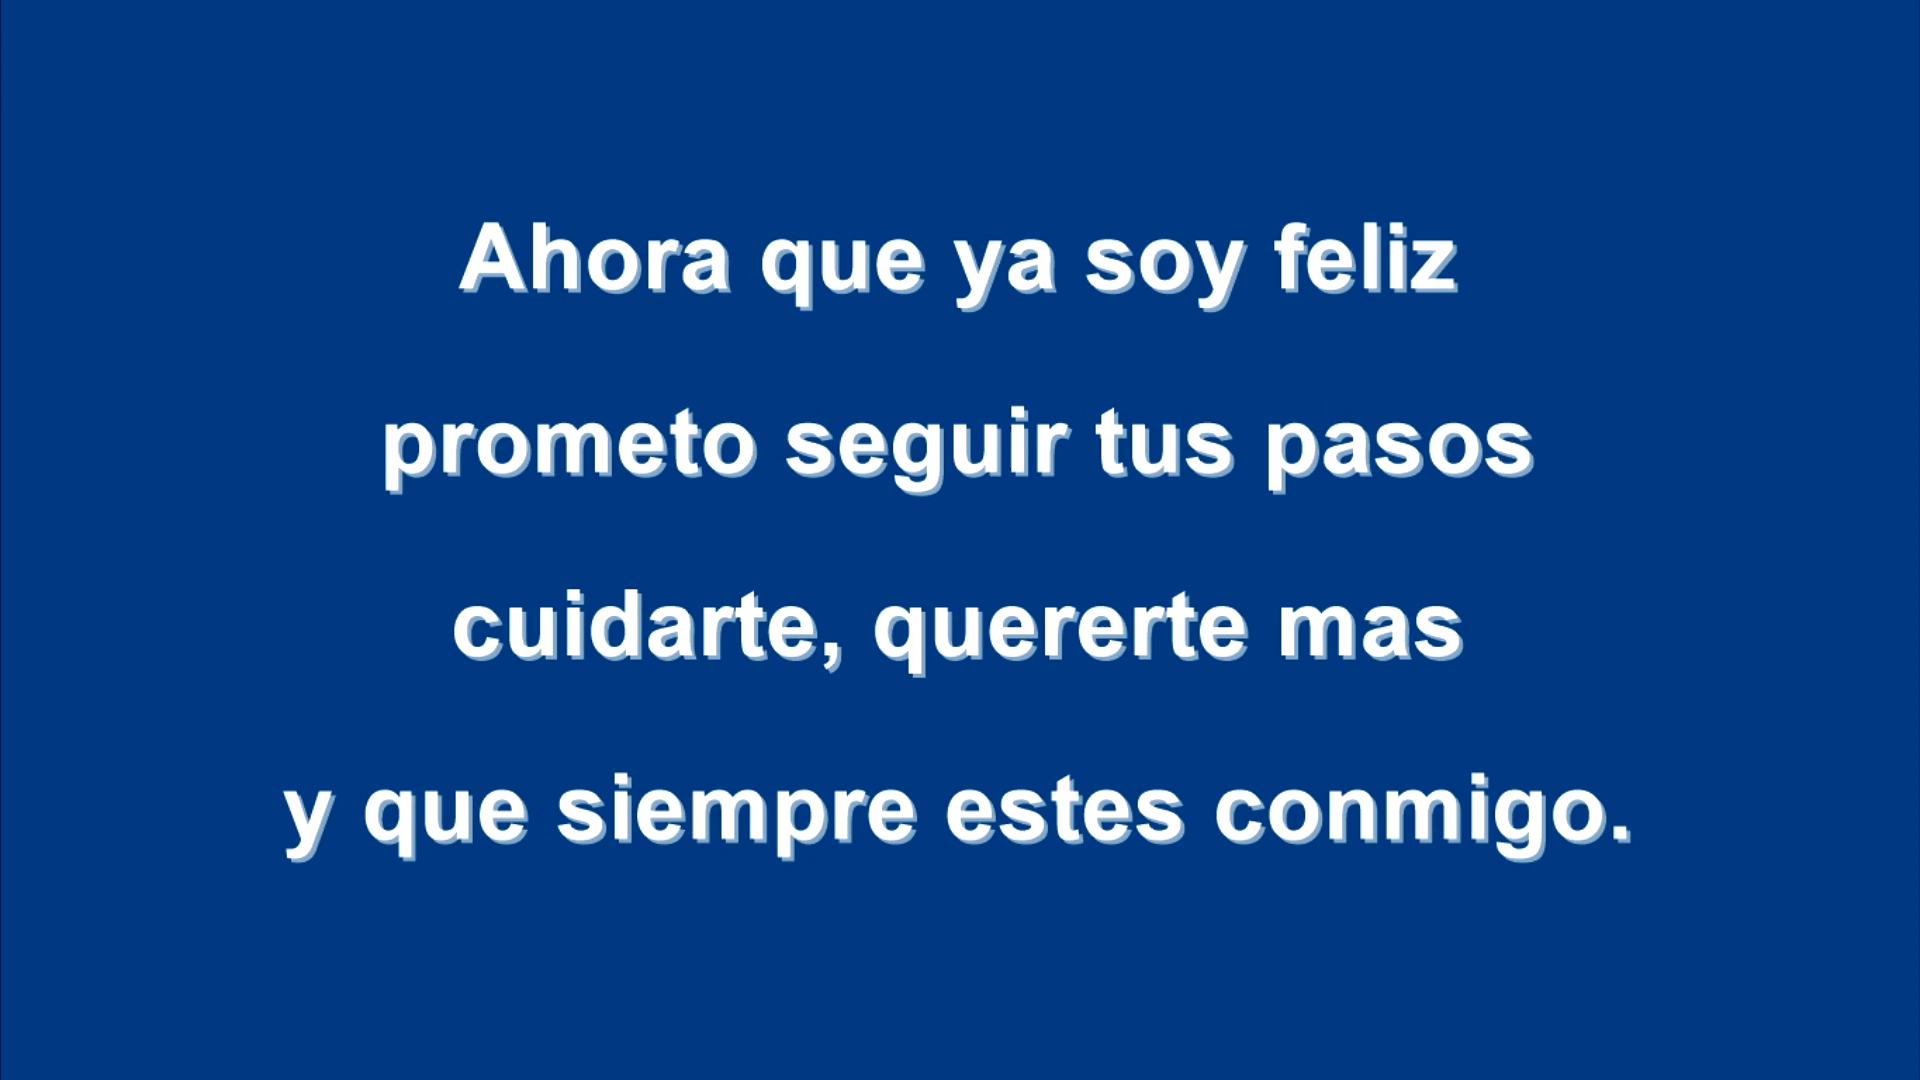 Ahora que ya soy feliz
prometo seguir tus pasos
cuidarte, quererte mas
y que siempre estes conmigo.